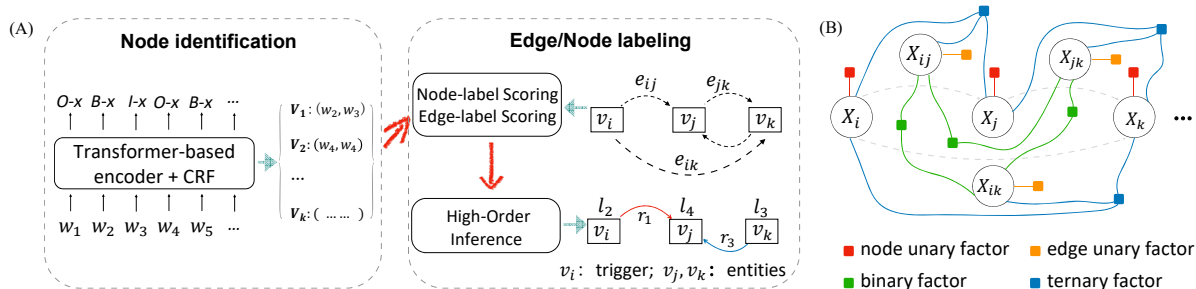 (A)
Node identification
O-x B-x I-x O-x B-x ...
Transformer-based
encoder + CRF
w₁ w₂ w₃ w₄ w₅ ...
V₁: (w₂, w₃)
V₂: (w₄, w₄)
...
Vₖ: ( ... ... )
Edge/Node labeling
Node-label Scoring
Edge-label Scoring
eᵢⱼ eⱼₖ
vᵢ vⱼ vₖ
eᵢₖ
High-Order
Inference
l₂ r₁ l₄ l₃
vᵢ vⱼ r₃ vₖ
vᵢ: trigger; vⱼ, vₖ: entities
(B)
Xᵢⱼ Xⱼₖ
Xᵢ Xⱼ Xₖ ...
Xᵢₖ
node unary factor edge unary factor
binary factor ternary factor